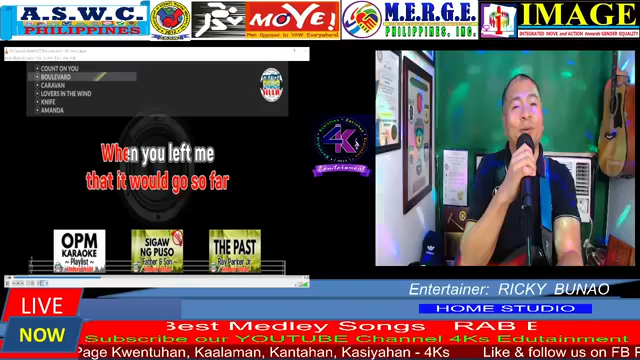 A.S.W.C.
PHILIPPINES
MOVE!
Men Opposed to VAW Everywhere!
M.E.R.G.E.
PHILIPPINES, INC.
IMAGE
INTEGRATED MOVE and ACTION towards GENDER EQUALITY
COUNT ON YOU
BOULEVARD
CARAVAN
LOVERS IN THE WIND
KNIFE
AMANDA
When you left me
that it would go so far
4K
Edutainment
OPM
KARAOKE
~ Playlist ~
SIGAW
NG PUSO
Father & Son
THE PAST
~ Ray Parker Jr. ~
Entertainer: RICKY BUNAO
HOME STUDIO
LIVE
NOW
Best Medley Songs RAB E
Subscribe our YOUTUBE Channel 4Ks Edutainment
Page Kwentuhan, Kaalaman, Kantahan, Kasiyahan - 4Ks Like & follow us on FB